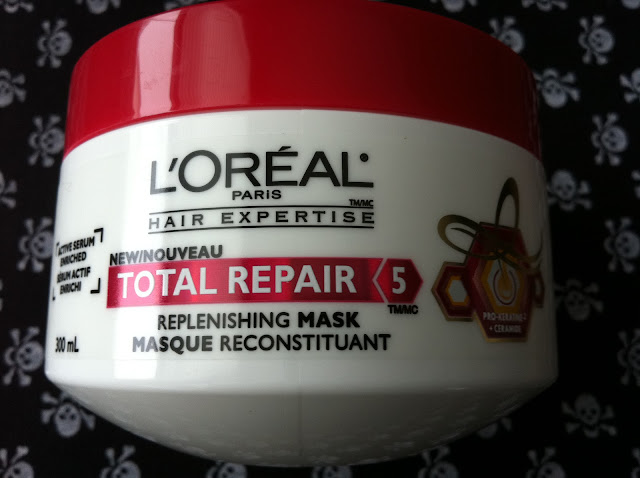 L'ORÉAL
PARIS
TM/MC
HAIR EXPERTISE
ACTIVE SERUM
ENRICHED
SÉRUM ACTIF
ENRICHI
NEW/NOUVEAU
TOTAL REPAIR 5
TM/MC
REPLENISHING MASK
MASQUE RECONSTITUANT
300 mL
PRO-KERATINE
+ CERAMIDE